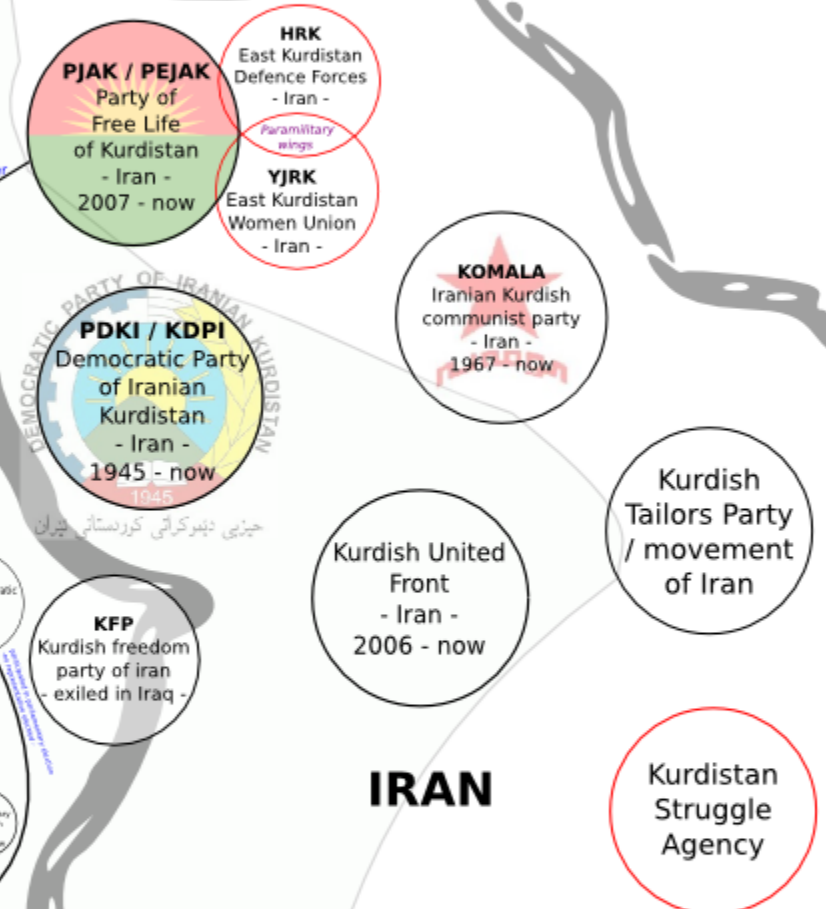 PJAK / PEJAK
Party of
Free Life
of Kurdistan
- Iran -
2007 - now
HRK
East Kurdistan
Defence Forces
- Iran -
Paramilitary
wings
YJRK
East Kurdistan
Women Union
- Iran -
KOMALA
Iranian Kurdish
communist party
- Iran -
1967 - now
DEMOCRATIC PARTY OF IRANIAN KURDISTAN
PDKI / KDPI
Democratic Party
of Iranian
Kurdistan
- Iran -
1945 - now
1945
حیزبی دێموکراتی کوردستانی ئێران
Kurdish
Tailors Party
/ movement
of Iran
Kurdish United
Front
- Iran -
2006 - now
KFP
Kurdish freedom
party of iran
- exiled in Iraq -
IRAN
Kurdistan
Struggle
Agency